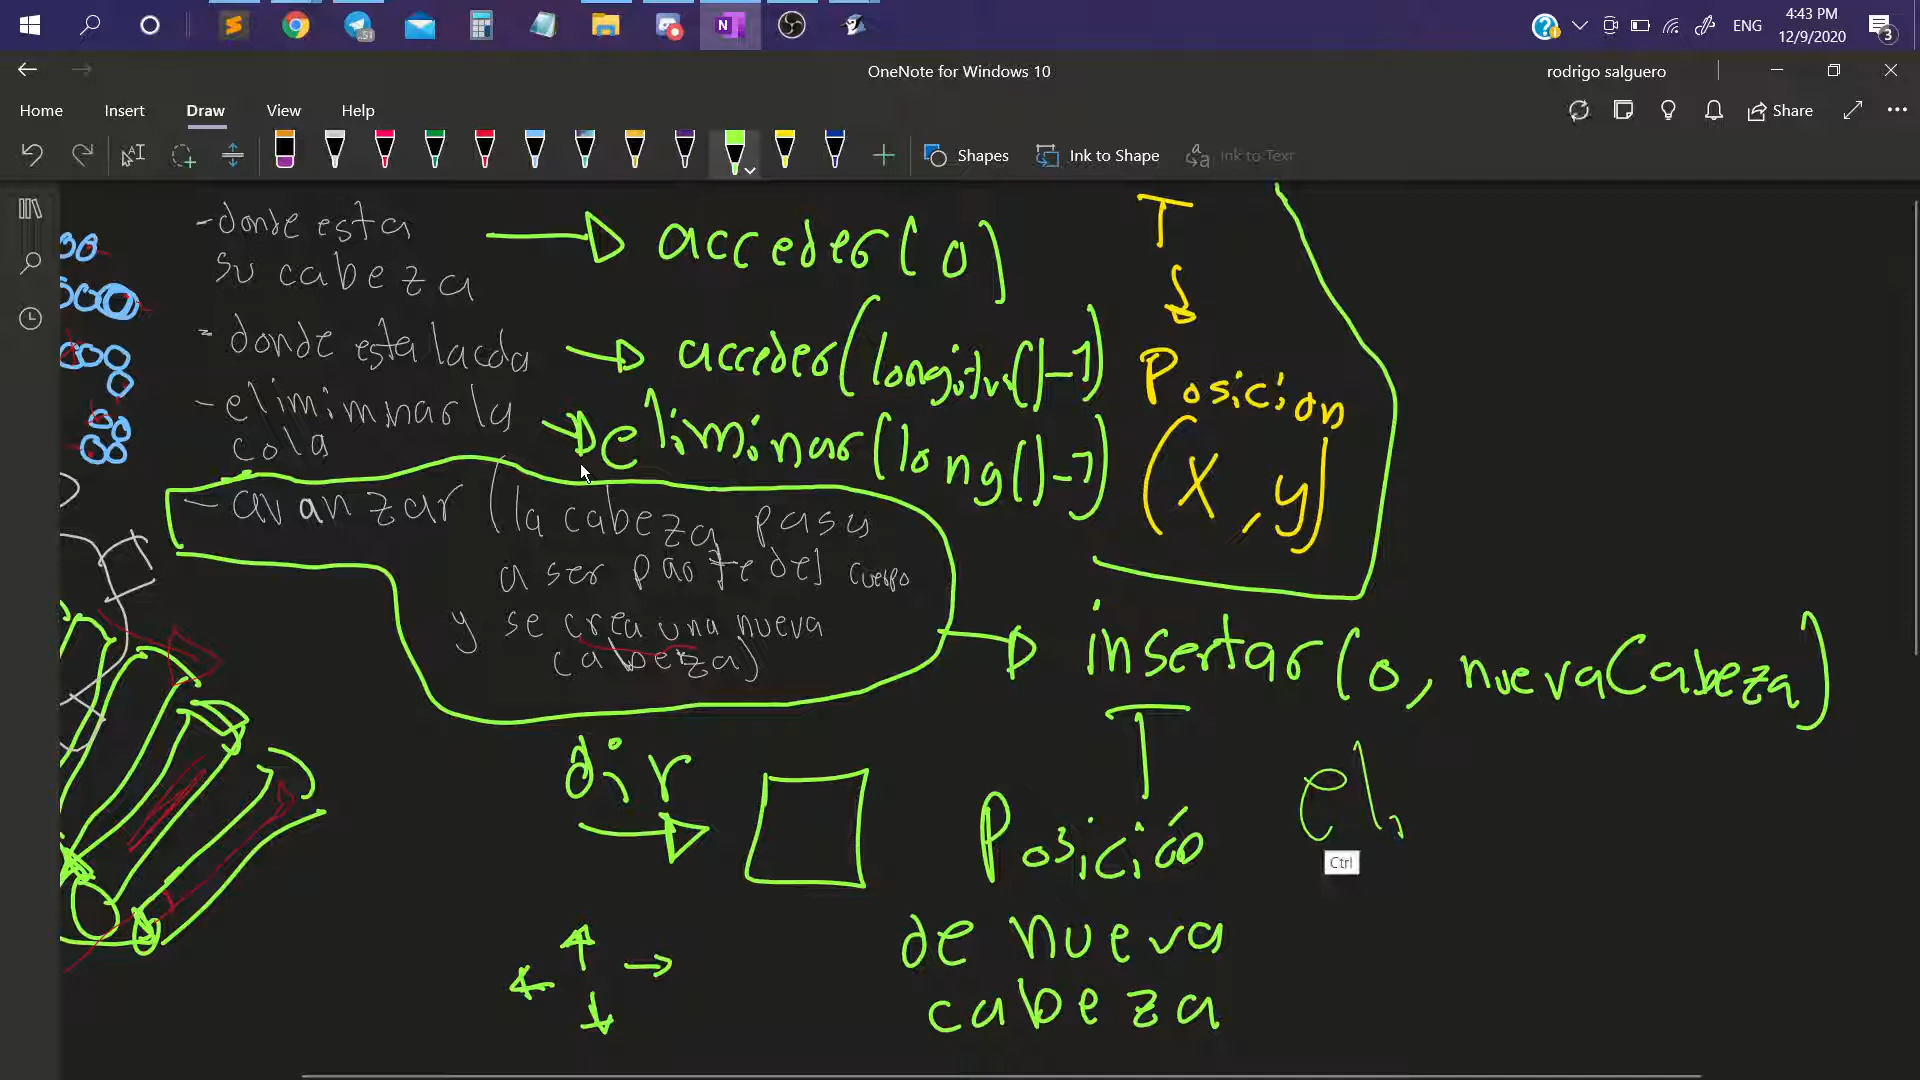 4:43 PM
ENG
12/9/2020
3
OneNote for Windows 10
rodrigo salguero
Home
Insert
Draw
View
Help
Share
Shapes
Ink to Shape
Ink to Text
-donde esta
su cabeza
acceder(0)
- donde esta la cola
acceder(longitud()-1)
- elimiminar la
cola
eliminar(long()-1)
T
Posicion
(X, y)
- avanzar (la cabeza pasa
a ser parte del cuerpo
y se crea una nueva
cabeza)
insertar(0, nuevaCabeza)
dir
T
Posición
de nueva
cabeza
el
Ctrl